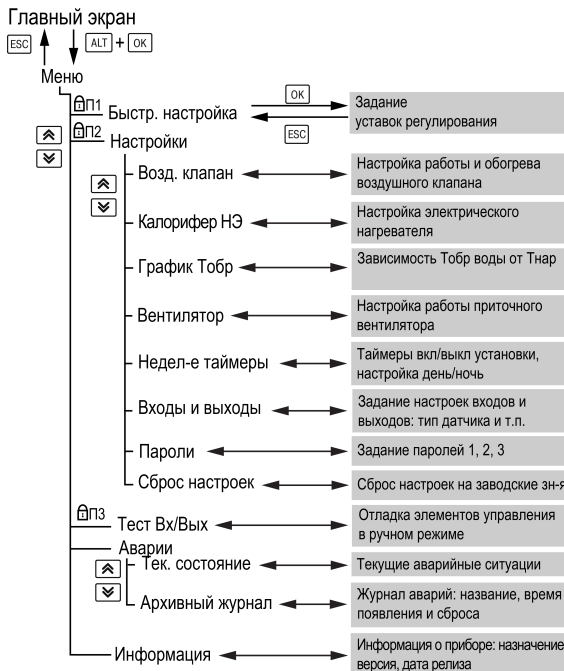 Главный экран
ESC ALT + OK
Меню
П1 Быстр. настройка OK ESC Задание
уставок регулирования
П2 Настройки
Возд. клапан Настройка работы и обогрева
воздушного клапана
Калорифер НЭ Настройка электрического
нагревателя
График Тобр Зависимость Тобр воды от Тнар
Вентилятор Настройка работы приточного
вентилятора
Недел-е таймеры Таймеры вкл/выкл установки,
настройка день/ночь
Входы и выходы Задание настроек входов и
выходов: тип датчика и т.п.
Пароли Задание паролей 1, 2, 3
Сброс настроек Сброс настроек на заводские зн-я
П3 Тест Вх/Вых Отладка элементов управления
в ручном режиме
Аварии
Тек. состояние Текущие аварийные ситуации
Архивный журнал Журнал аварий: название, время
появления и сброса
Информация Информация о приборе: назначение
версия, дата релиза